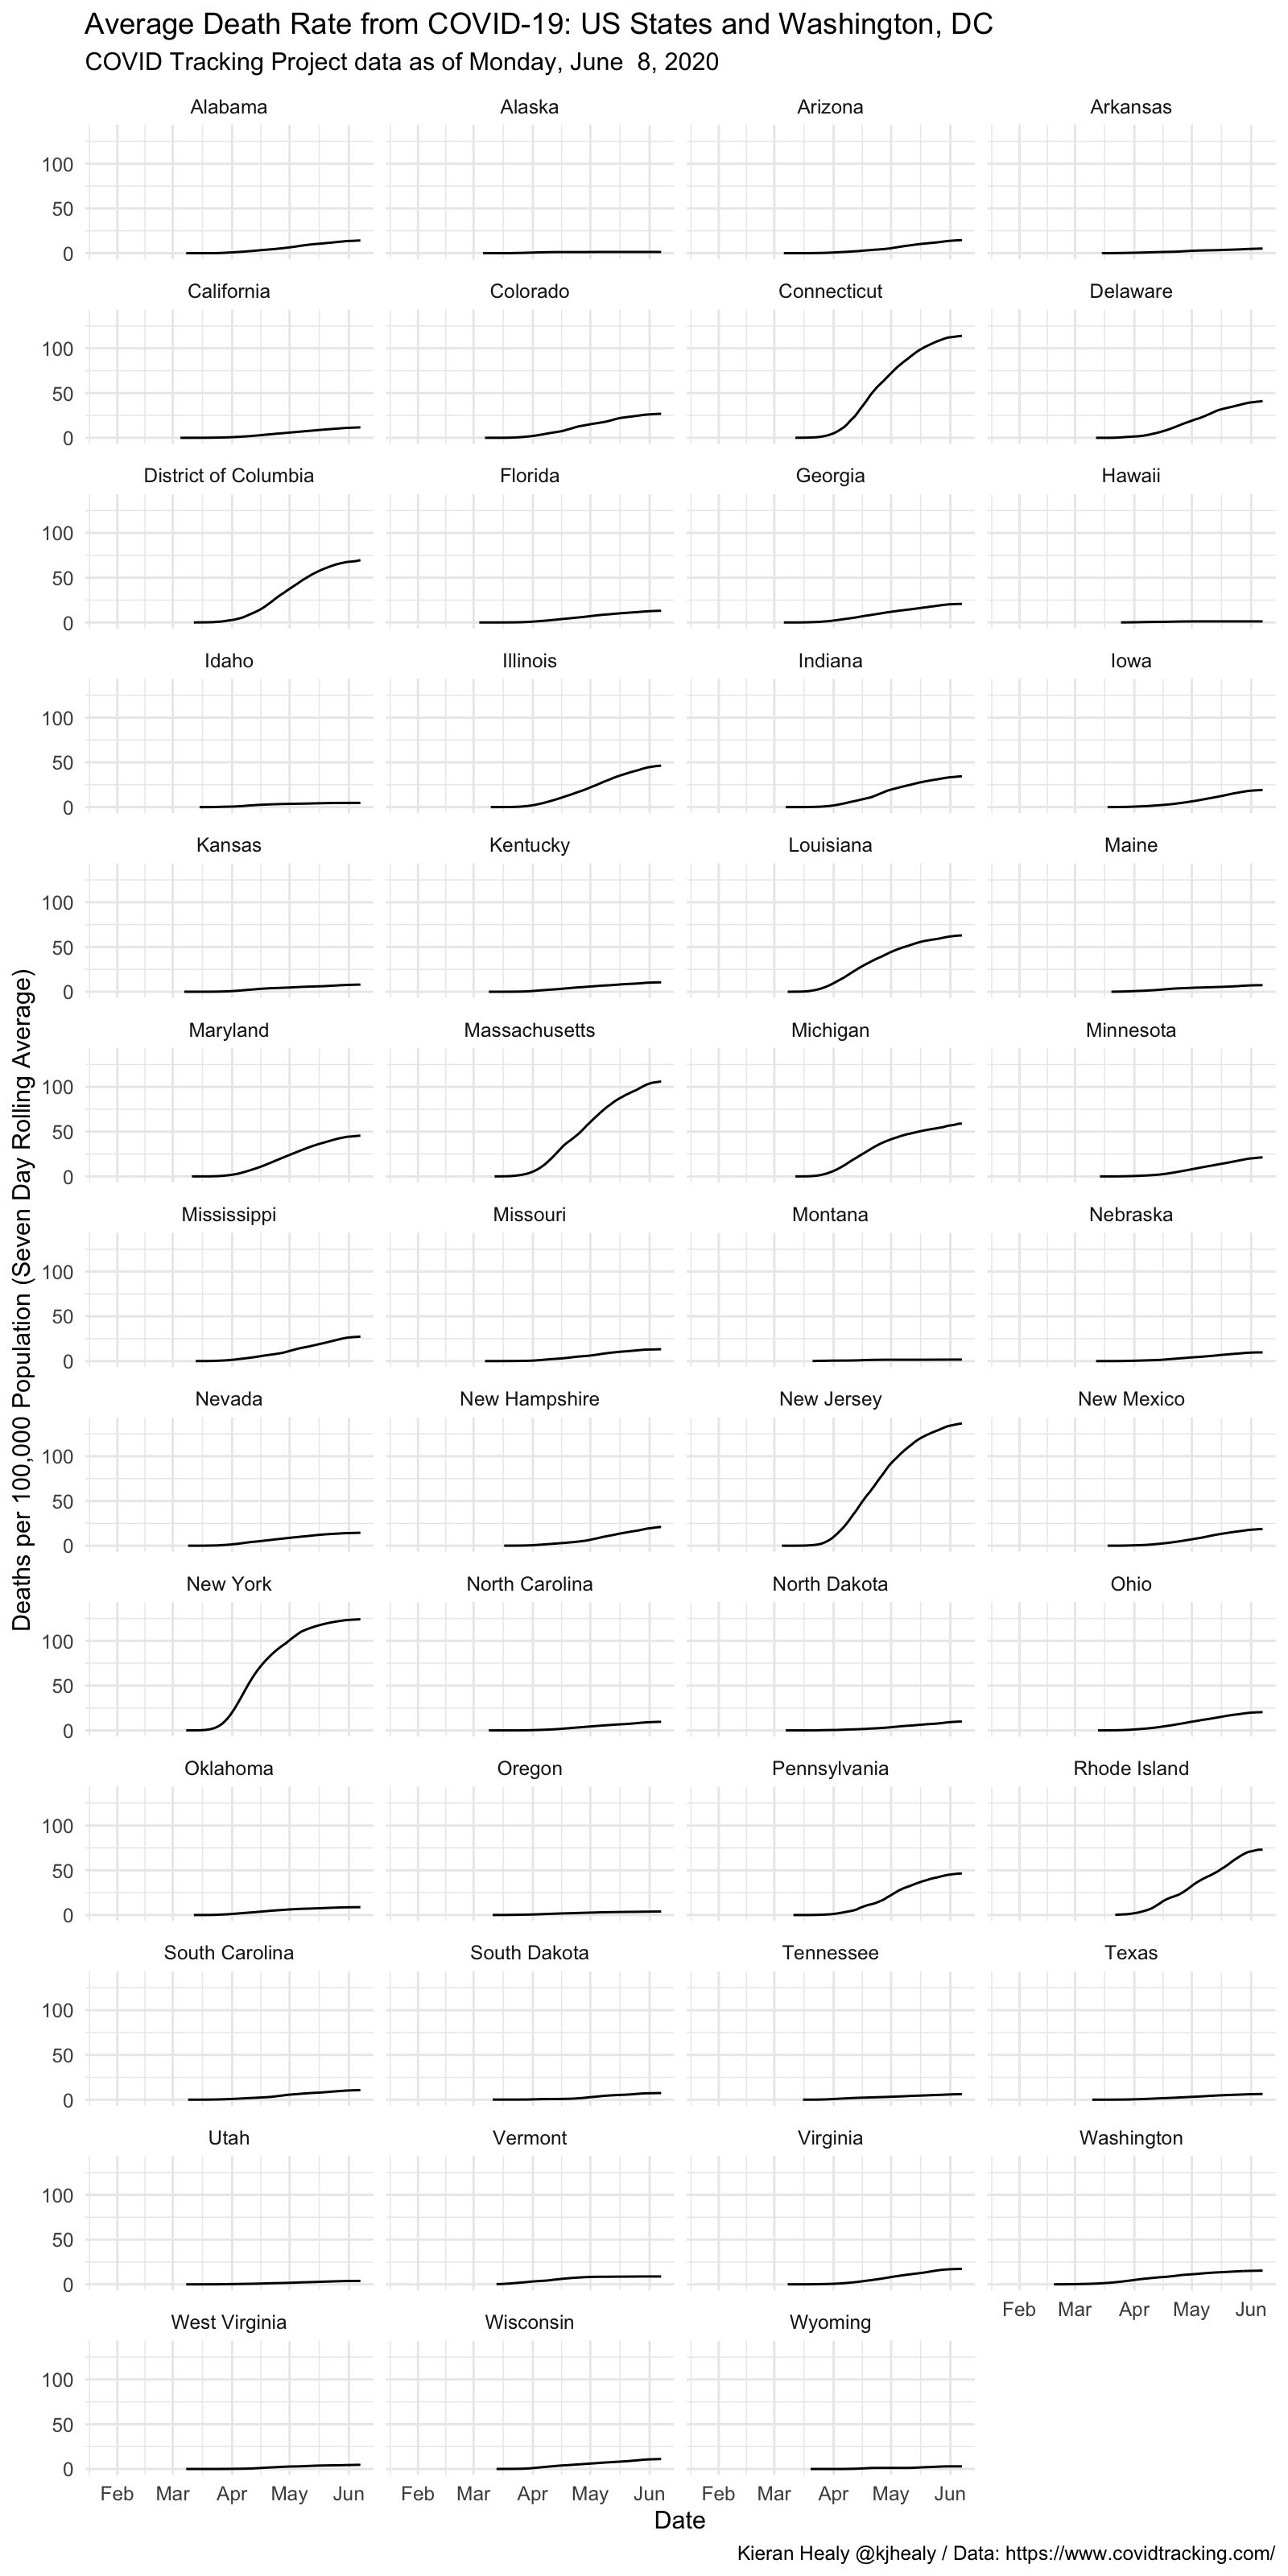 Average Death Rate from COVID-19: US States and Washington, DC
COVID Tracking Project data as of Monday, June  8, 2020
Deaths per 100,000 Population (Seven Day Rolling Average)
Alabama Alaska Arizona Arkansas
100
50
0
California Colorado Connecticut Delaware
100
50
0
District of Columbia Florida Georgia Hawaii
100
50
0
Idaho Illinois Indiana Iowa
100
50
0
Kansas Kentucky Louisiana Maine
100
50
0
Maryland Massachusetts Michigan Minnesota
100
50
0
Mississippi Missouri Montana Nebraska
100
50
0
Nevada New Hampshire New Jersey New Mexico
100
50
0
New York North Carolina North Dakota Ohio
100
50
0
Oklahoma Oregon Pennsylvania Rhode Island
100
50
0
South Carolina South Dakota Tennessee Texas
100
50
0
Utah Vermont Virginia Washington
100
50
0
Feb Mar Apr May Jun
West Virginia Wisconsin Wyoming
100
50
0
Feb Mar Apr May Jun Feb Mar Apr May Jun Feb Mar Apr May Jun
Date
Kieran Healy @kjhealy / Data: https://www.covidtracking.com/